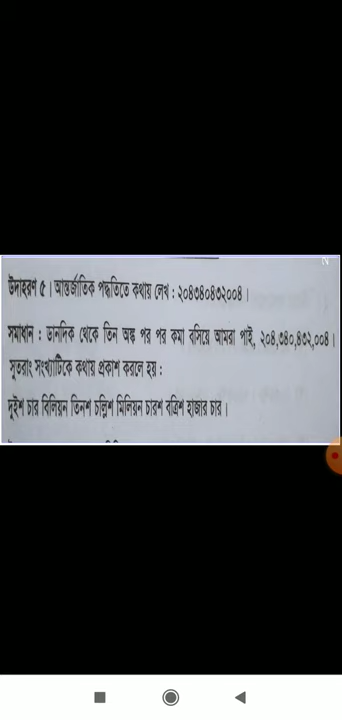 উদাহরণ ৫। আন্তর্জাতিক পদ্ধতিতে কথায় লেখ : ২০৪৩৪০৪৩২০০৪।
সমাধান : ডানদিক থেকে তিন অঙ্ক পর পর কমা বসিয়ে আমরা পাই, ২০৪,৩৪০,৪৩২,০০৪।
সুতরাং সংখ্যাটিকে কথায় প্রকাশ করলে হয় :
দুইশ চার বিলিয়ন তিনশ চল্লিশ মিলিয়ন চারশ বত্রিশ হাজার চার।